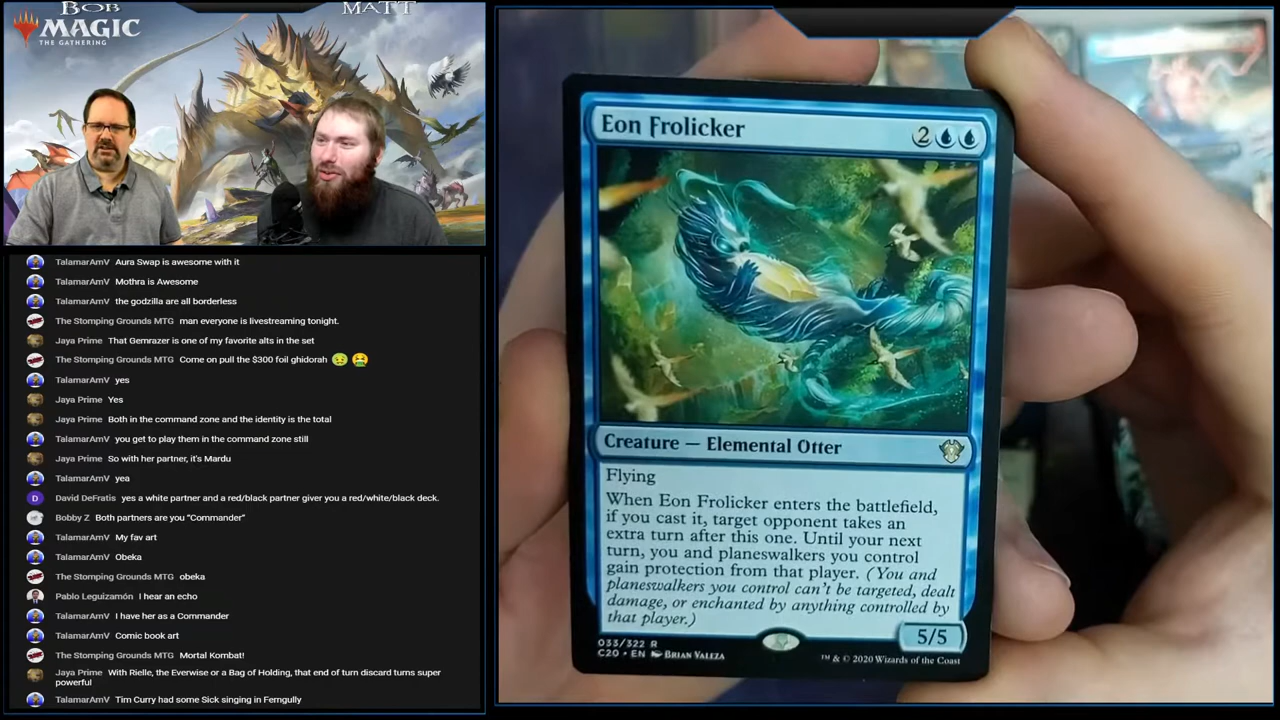 BOB
MATT
MAGIC
THE GATHERING
TalamarAmV Aura Swap is awesome with it
TalamarAmV Mothra is Awesome
TalamarAmV the godzilla are all borderless
The Stomping Grounds MTG man everyone is livestreaming tonight.
Jaya Prime That Gemrazer is one of my favorite alts in the set
The Stomping Grounds MTG Come on pull the $300 foil ghidorah 🤢 🤮
TalamarAmV yes
Jaya Prime Yes
Jaya Prime Both in the command zone and the identity is the total
TalamarAmV you get to play them in the command zone still
Jaya Prime So with her partner, it's Mardu
TalamarAmV yea
D David DeFratis yes a white partner and a red/black partner giver you a red/white/black deck.
Bobby Z Both partners are you “Commander”
TalamarAmV My fav art
TalamarAmV Obeka
The Stomping Grounds MTG obeka
Pablo Leguizamón I hear an echo
TalamarAmV I have her as a Commander
TalamarAmV Comic book art
The Stomping Grounds MTG Mortal Kombat!
Jaya Prime With Rielle, the Everwise or a Bag of Holding, that end of turn discard turns super
powerful
TalamarAmV Tim Curry had some Sick singing in Ferngully
Eon Frolicker 2
Creature — Elemental Otter
Flying
When Eon Frolicker enters the battlefield,
if you cast it, target opponent takes an
extra turn after this one. Until your next
turn, you and planeswalkers you control
gain protection from that player. (You and
planeswalkers you control can't be targeted, dealt
damage, or enchanted by anything controlled by
that player.)
5/5
033/322 R
C20 • EN BRIAN VALEZA
™ & © 2020 Wizards of the Coast